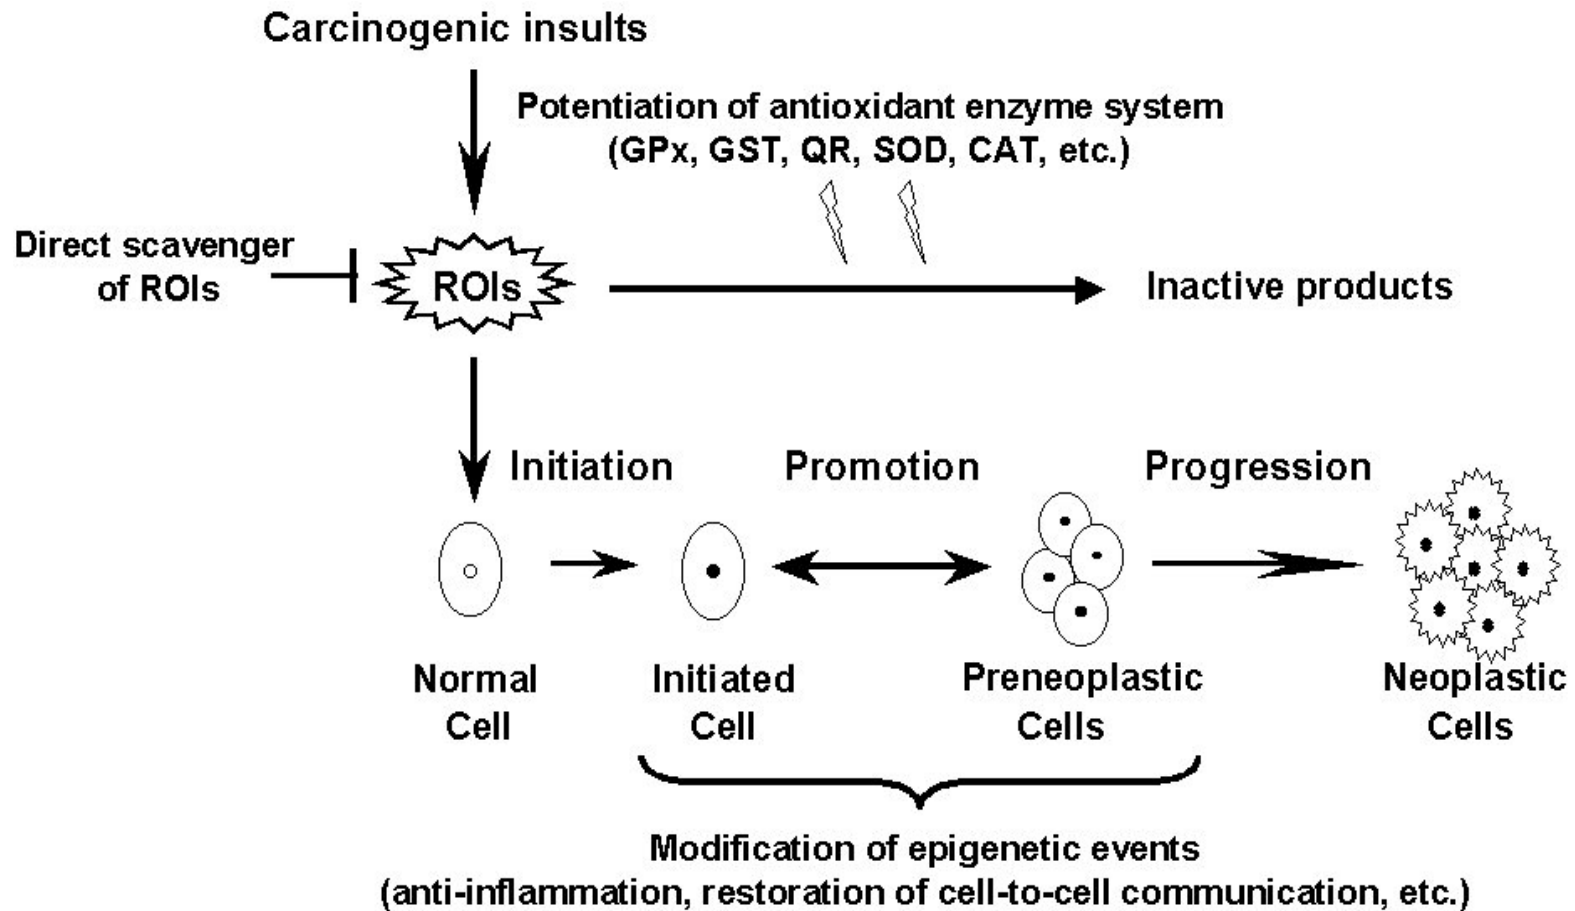 Carcinogenic insults
Potentiation of antioxidant enzyme system
(GPx, GST, QR, SOD, CAT, etc.)
Direct scavenger
of ROIs
ROIs
Inactive products
Initiation
Promotion
Progression
Normal
Cell
Initiated
Cell
Preneoplastic
Cells
Neoplastic
Cells
Modification of epigenetic events
(anti-inflammation, restoration of cell-to-cell communication, etc.)